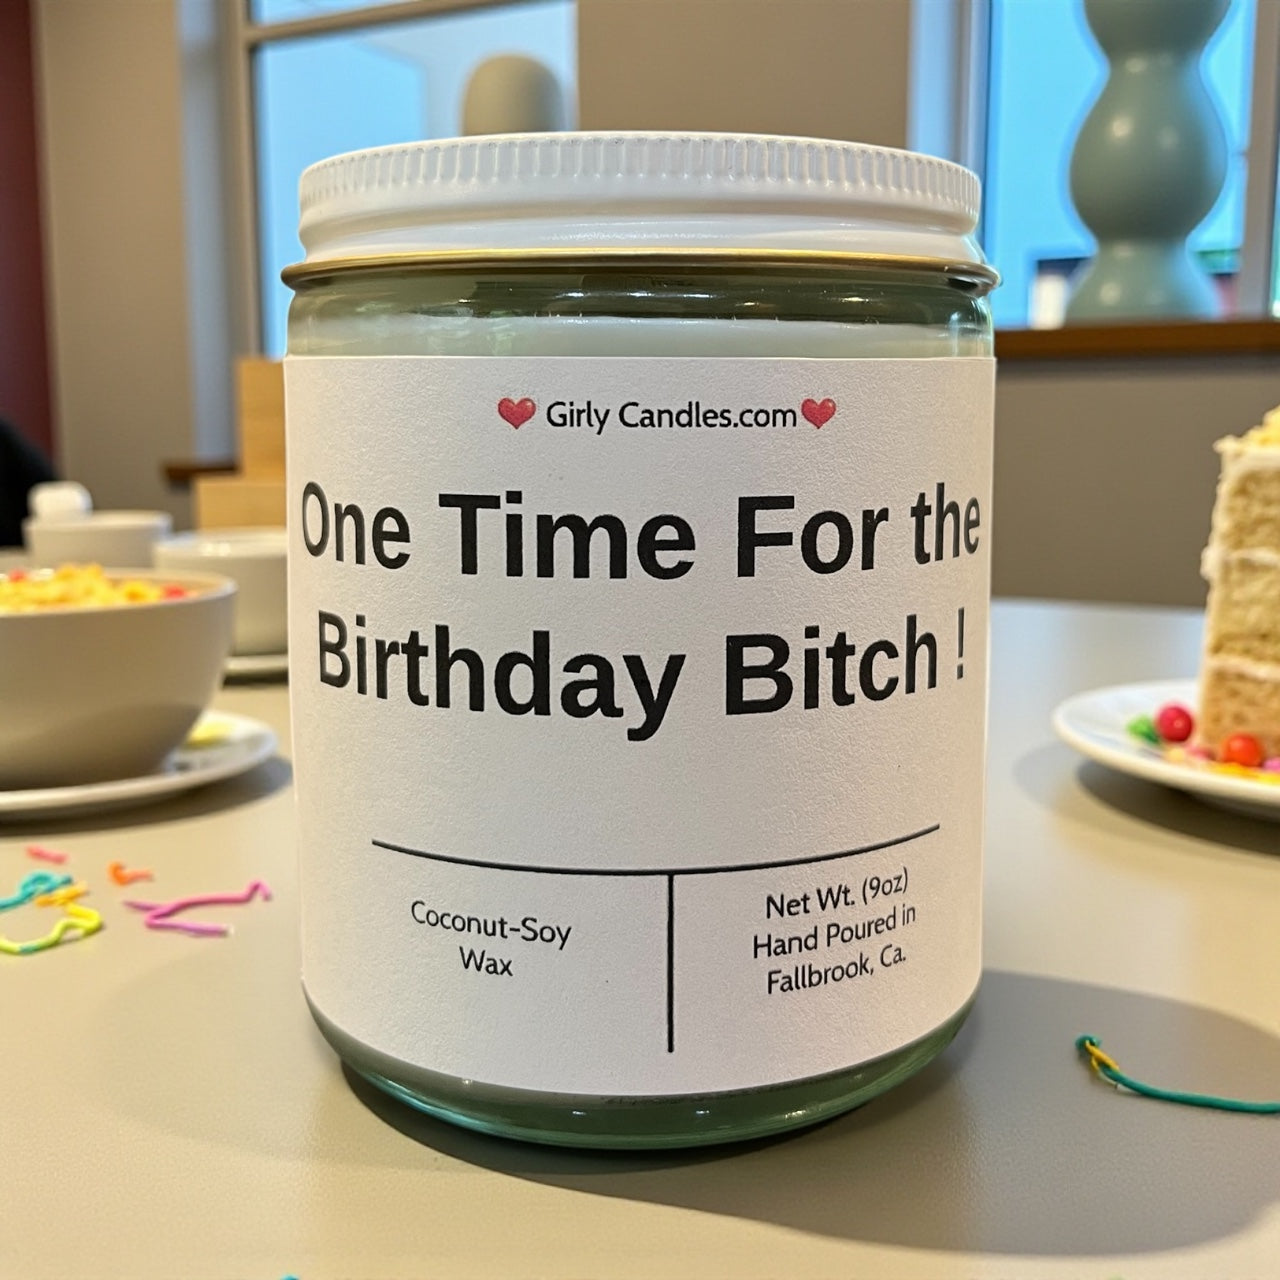 Girly Candles.com
One Time For the
Birthday Bitch !
Coconut-Soy
Wax
Net Wt. (9oz)
Hand Poured in
Fallbrook, Ca.